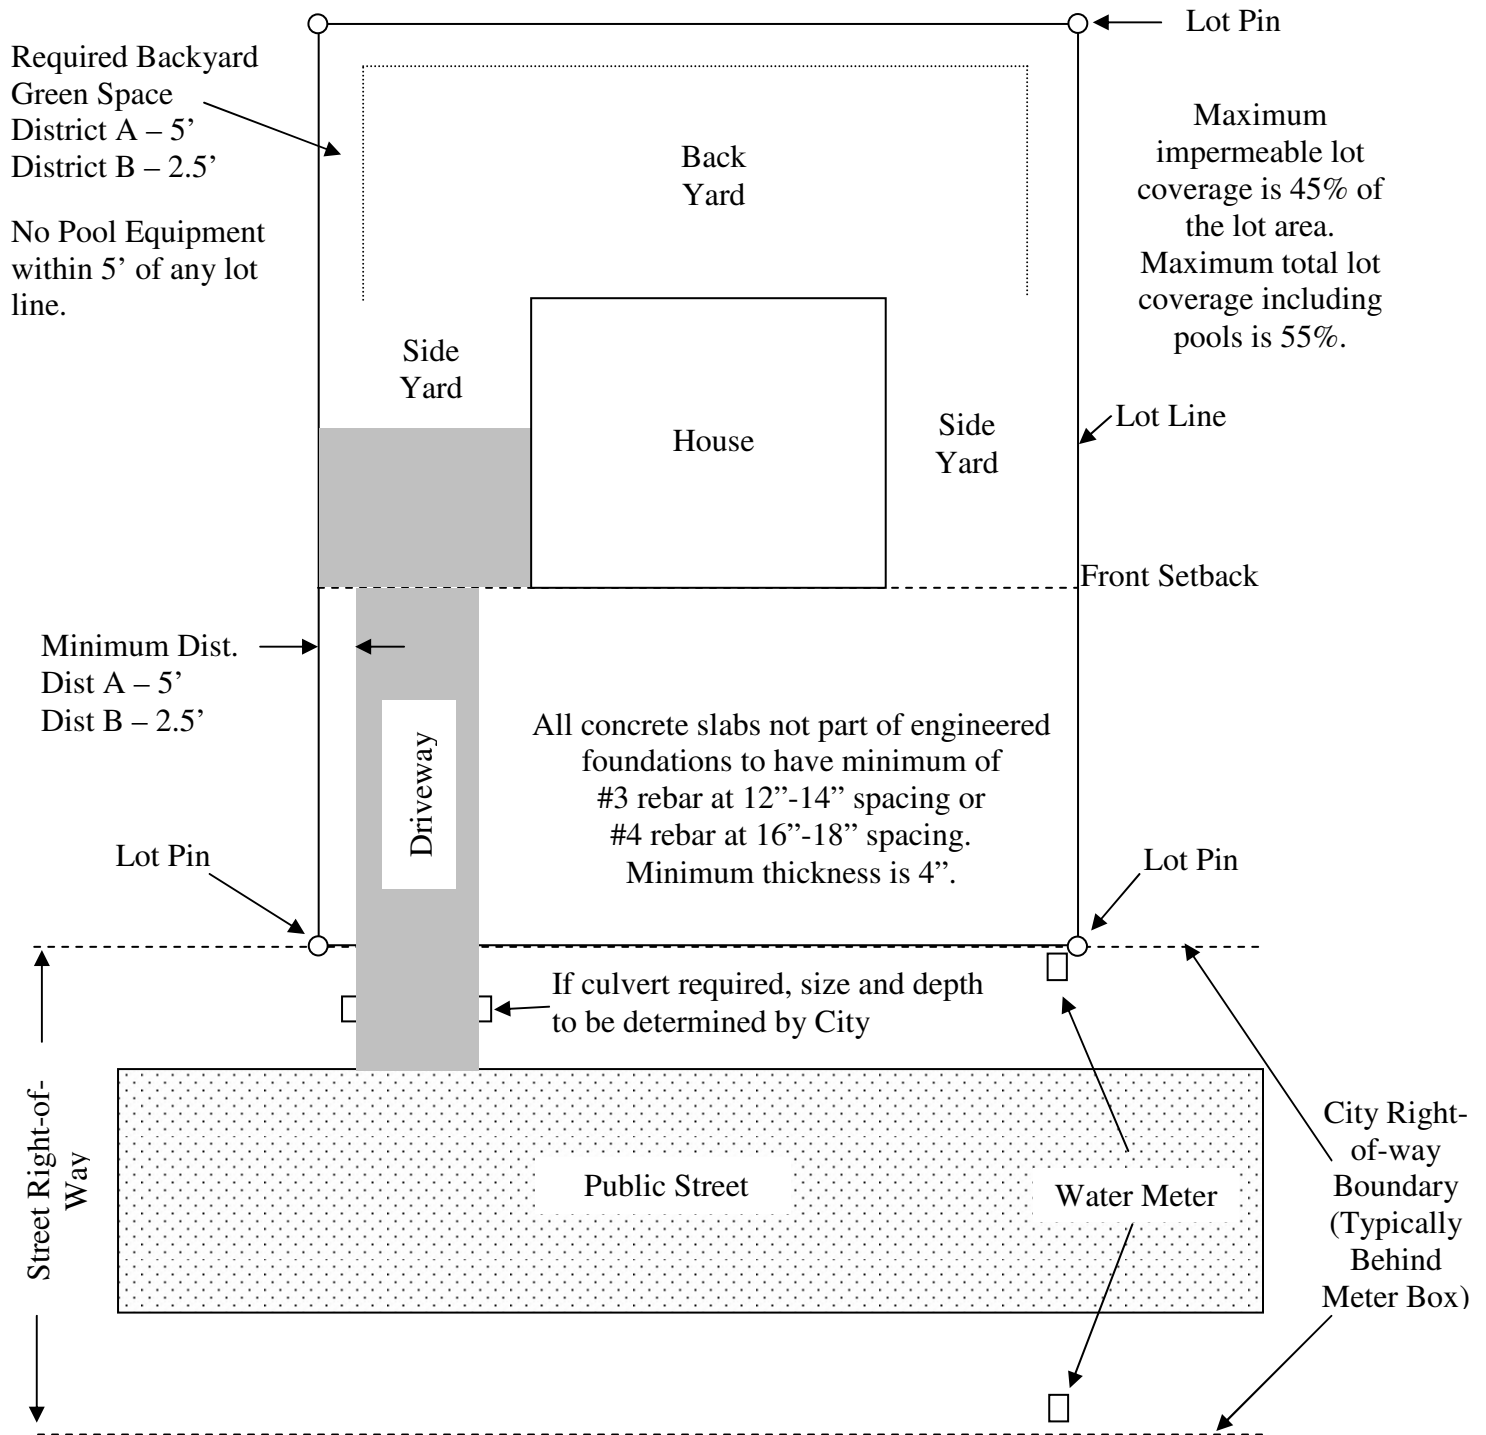 Lot Pin
Required Backyard
Green Space
District A – 5’
District B – 2.5’
No Pool Equipment
within 5’ of any lot
line.
Back
Yard
Maximum
impermeable lot
coverage is 45% of
the lot area.
Maximum total lot
coverage including
pools is 55%.
Side
Yard
House
Side
Yard
Lot Line
Front Setback
Minimum Dist.
Dist A – 5’
Dist B – 2.5’
Driveway
All concrete slabs not part of engineered
foundations to have minimum of
#3 rebar at 12”-14” spacing or
#4 rebar at 16”-18” spacing.
Minimum thickness is 4”.
Lot Pin
Lot Pin
If culvert required, size and depth
to be determined by City
Street Right-of-
Way
Public Street
Water Meter
City Right-
of-way
Boundary
(Typically
Behind
Meter Box)